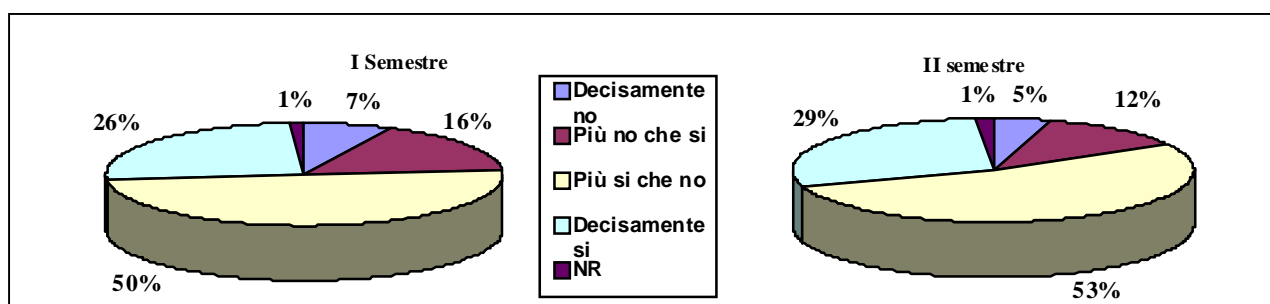 I Semestre
1%
7%
16%
26%
50%
Decisamente
no
Più no che si
Più si che no
Decisamente
si
NR
II semestre
1%
5%
12%
29%
53%